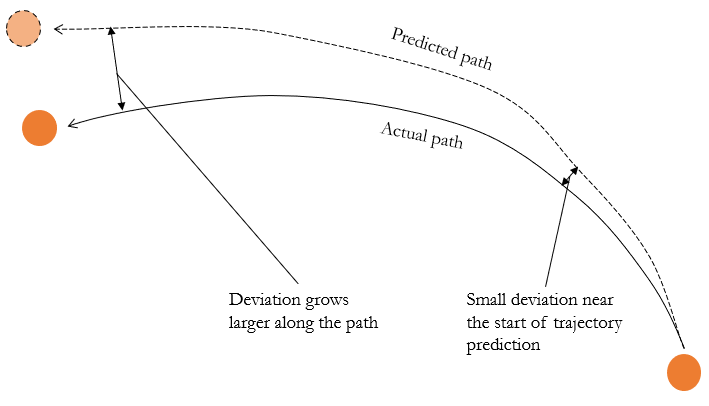 Predicted path
Actual path
Deviation grows
larger along the path
Small deviation near
the start of trajectory
prediction